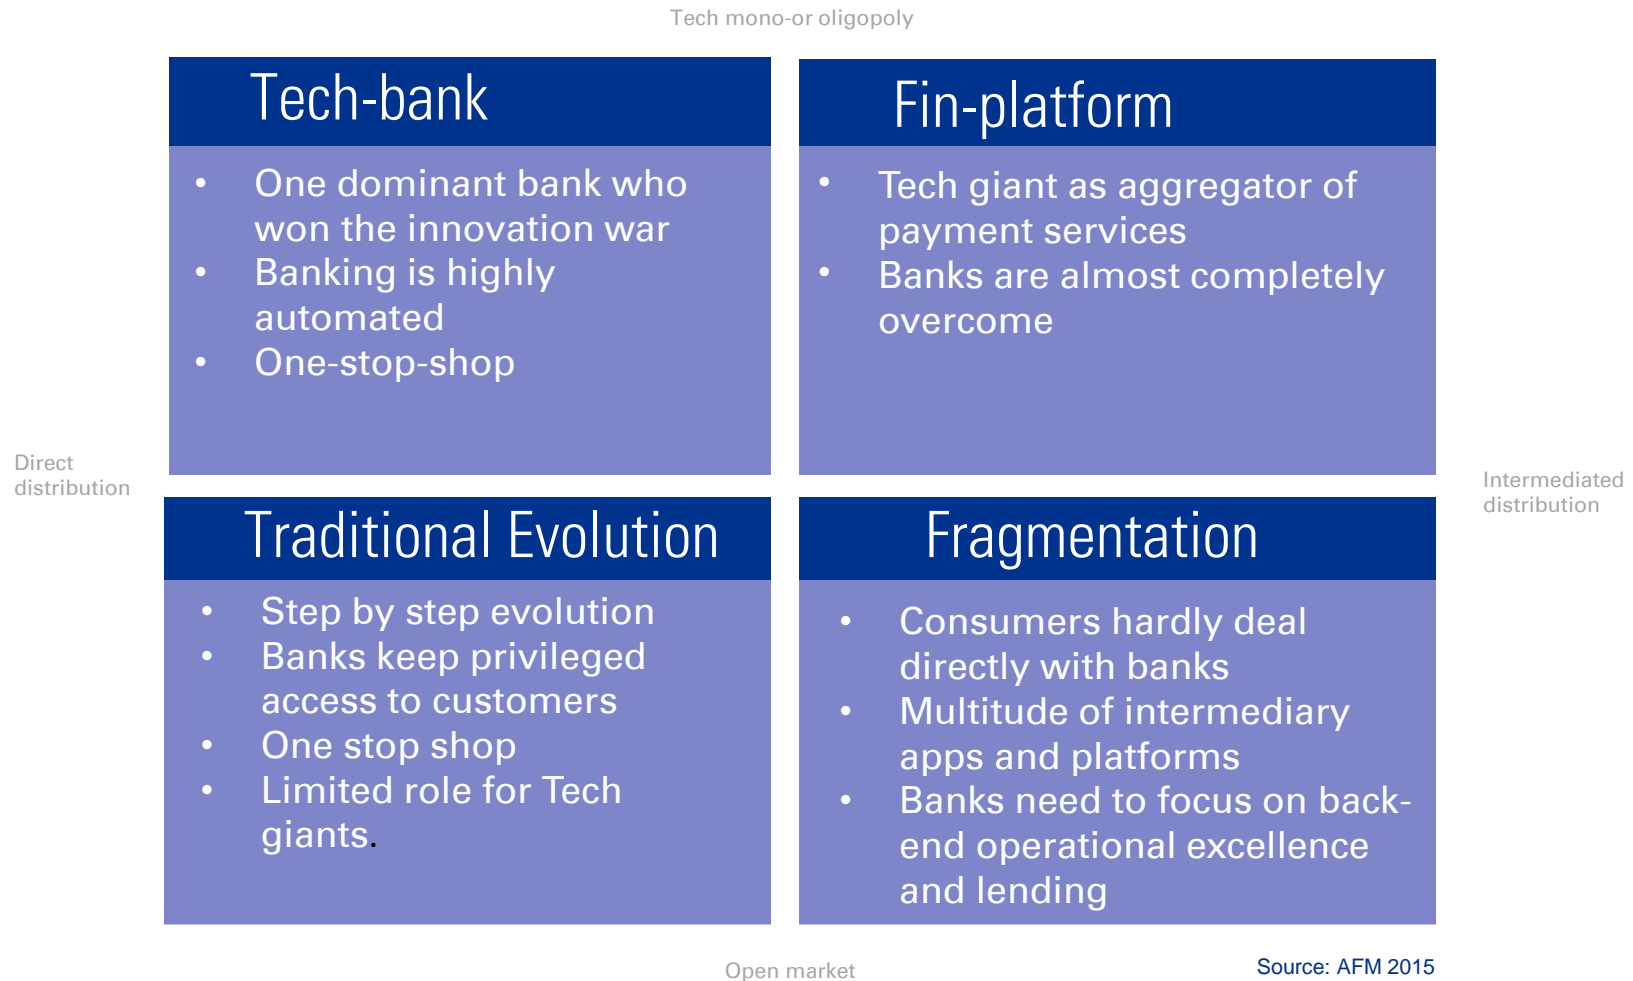 Tech mono-or oligopoly
Tech-bank
• One dominant bank who
won the innovation war
• Banking is highly
automated
• One-stop-shop
Fin-platform
• Tech giant as aggregator of
payment services
• Banks are almost completely
overcome
Direct
distribution
Intermediated
distribution
Traditional Evolution
• Step by step evolution
• Banks keep privileged
access to customers
• One stop shop
• Limited role for Tech
giants.
Fragmentation
• Consumers hardly deal
directly with banks
• Multitude of intermediary
apps and platforms
• Banks need to focus on back-
end operational excellence
and lending
Open market
Source: AFM 2015